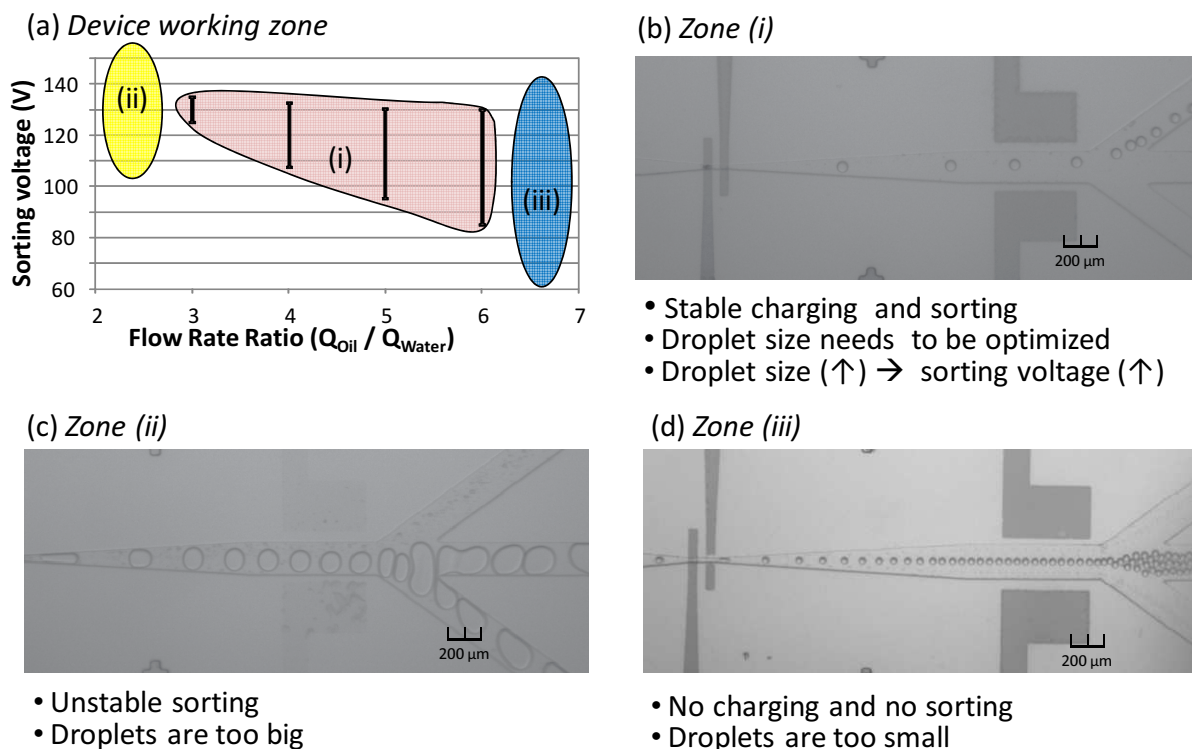 (a) Device working zone
Sorting voltage (V)
140
120
100
80
60
(ii)
(i)
(iii)
2 3 4 5 6 7
Flow Rate Ratio (Q_Oil / Q_Water)
(b) Zone (i)
200 µm
• Stable charging and sorting
• Droplet size needs to be optimized
• Droplet size (↑) → sorting voltage (↑)
(c) Zone (ii)
200 µm
• Unstable sorting
• Droplets are too big
(d) Zone (iii)
200 µm
• No charging and no sorting
• Droplets are too small